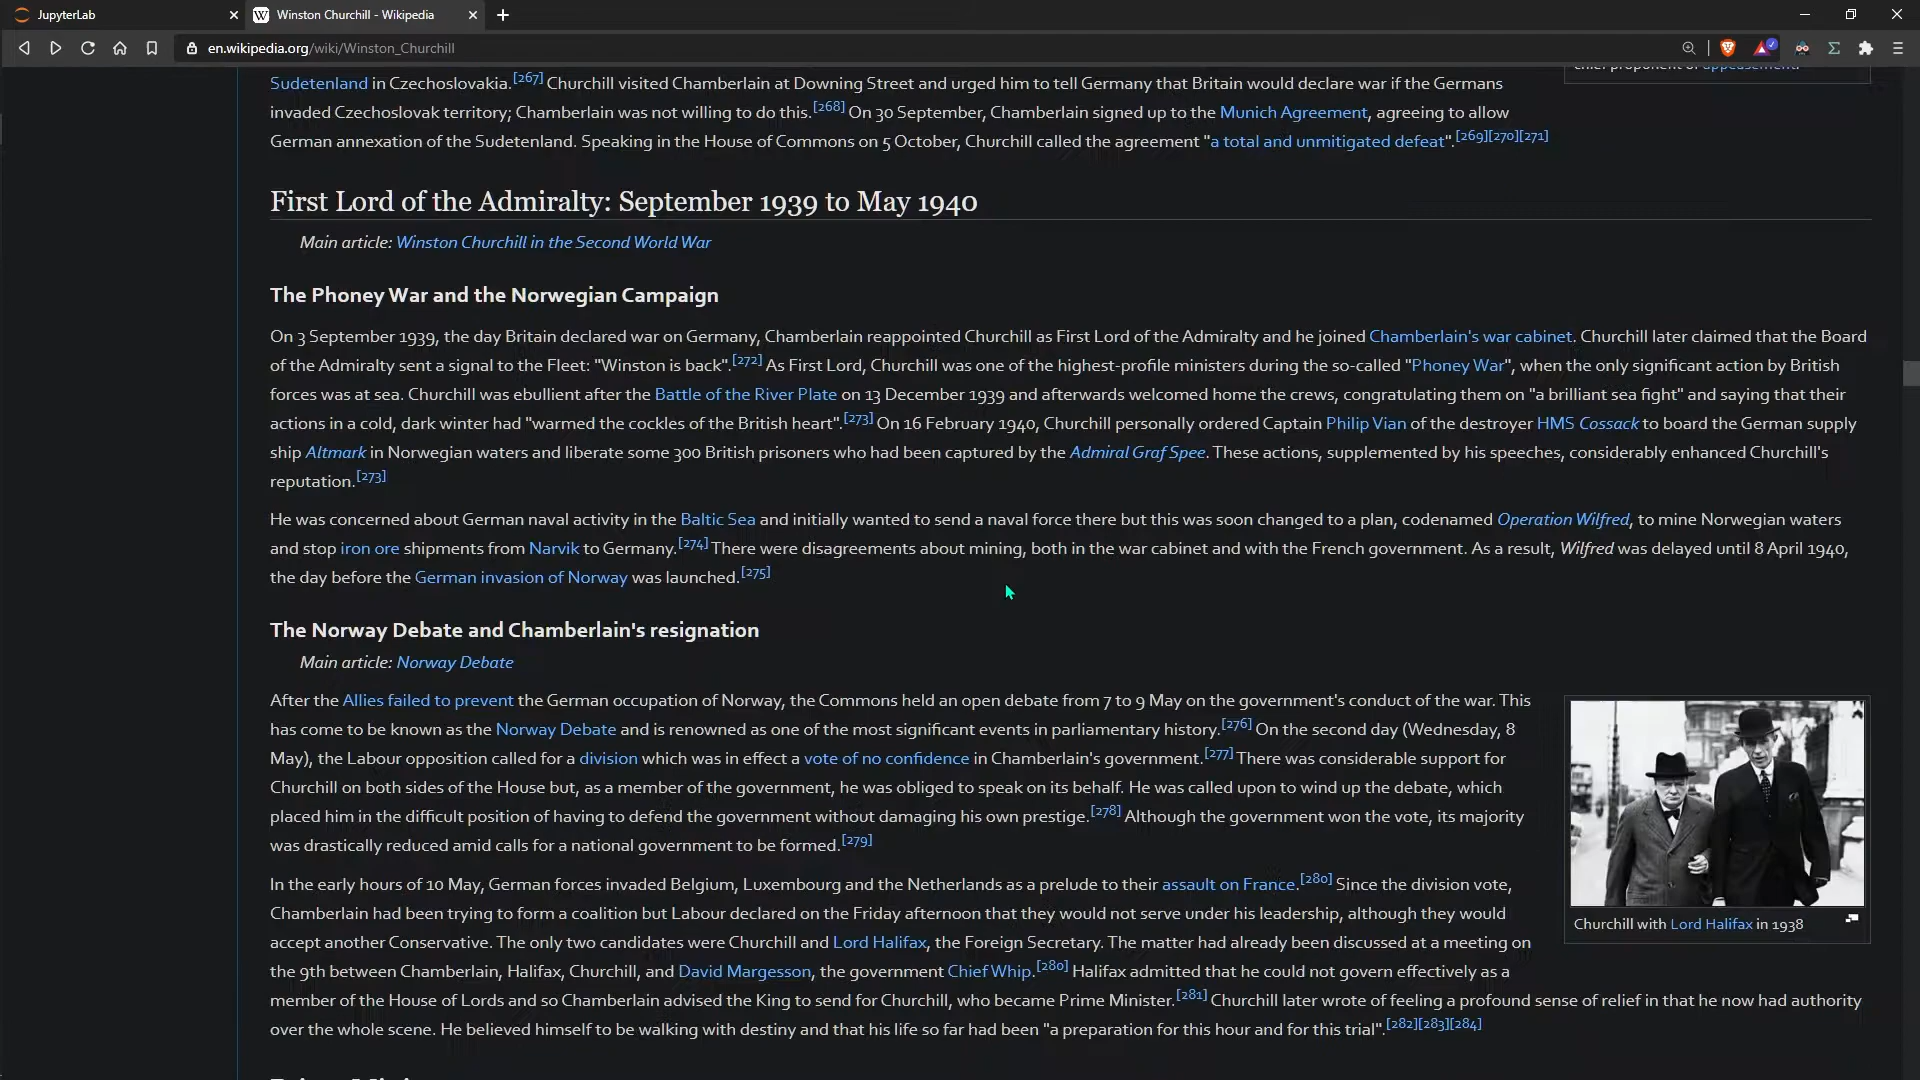 JupyterLab
Winston Churchill - Wikipedia
en.wikipedia.org/wiki/Winston_Churchill
Sudetenland in Czechoslovakia.[267] Churchill visited Chamberlain at Downing Street and urged him to tell Germany that Britain would declare war if the Germans
invaded Czechoslovak territory; Chamberlain was not willing to do this.[268] On 30 September, Chamberlain signed up to the Munich Agreement, agreeing to allow
German annexation of the Sudetenland. Speaking in the House of Commons on 5 October, Churchill called the agreement "a total and unmitigated defeat".[269][270][271]
chief proponent of appeasement.
First Lord of the Admiralty: September 1939 to May 1940
Main article: Winston Churchill in the Second World War
The Phoney War and the Norwegian Campaign
On 3 September 1939, the day Britain declared war on Germany, Chamberlain reappointed Churchill as First Lord of the Admiralty and he joined Chamberlain's war cabinet. Churchill later claimed that the Board
of the Admiralty sent a signal to the Fleet: "Winston is back".[272] As First Lord, Churchill was one of the highest-profile ministers during the so-called "Phoney War", when the only significant action by British
forces was at sea. Churchill was ebullient after the Battle of the River Plate on 13 December 1939 and afterwards welcomed home the crews, congratulating them on "a brilliant sea fight" and saying that their
actions in a cold, dark winter had "warmed the cockles of the British heart".[273] On 16 February 1940, Churchill personally ordered Captain Philip Vian of the destroyer HMS Cossack to board the German supply
ship Altmark in Norwegian waters and liberate some 300 British prisoners who had been captured by the Admiral Graf Spee. These actions, supplemented by his speeches, considerably enhanced Churchill's
reputation.[273]
He was concerned about German naval activity in the Baltic Sea and initially wanted to send a naval force there but this was soon changed to a plan, codenamed Operation Wilfred, to mine Norwegian waters
and stop iron ore shipments from Narvik to Germany.[274] There were disagreements about mining, both in the war cabinet and with the French government. As a result, Wilfred was delayed until 8 April 1940,
the day before the German invasion of Norway was launched.[275]
The Norway Debate and Chamberlain's resignation
Main article: Norway Debate
After the Allies failed to prevent the German occupation of Norway, the Commons held an open debate from 7 to 9 May on the government's conduct of the war. This
has come to be known as the Norway Debate and is renowned as one of the most significant events in parliamentary history.[276] On the second day (Wednesday, 8
May), the Labour opposition called for a division which was in effect a vote of no confidence in Chamberlain's government.[277] There was considerable support for
Churchill on both sides of the House but, as a member of the government, he was obliged to speak on its behalf. He was called upon to wind up the debate, which
placed him in the difficult position of having to defend the government without damaging his own prestige.[278] Although the government won the vote, its majority
was drastically reduced amid calls for a national government to be formed.[279]
In the early hours of 10 May, German forces invaded Belgium, Luxembourg and the Netherlands as a prelude to their assault on France.[280] Since the division vote,
Chamberlain had been trying to form a coalition but Labour declared on the Friday afternoon that they would not serve under his leadership, although they would
accept another Conservative. The only two candidates were Churchill and Lord Halifax, the Foreign Secretary. The matter had already been discussed at a meeting on
the 9th between Chamberlain, Halifax, Churchill, and David Margesson, the government Chief Whip.[280] Halifax admitted that he could not govern effectively as a
member of the House of Lords and so Chamberlain advised the King to send for Churchill, who became Prime Minister.[281] Churchill later wrote of feeling a profound sense of relief in that he now had authority
over the whole scene. He believed himself to be walking with destiny and that his life so far had been "a preparation for this hour and for this trial".[282][283][284]
Churchill with Lord Halifax in 1938